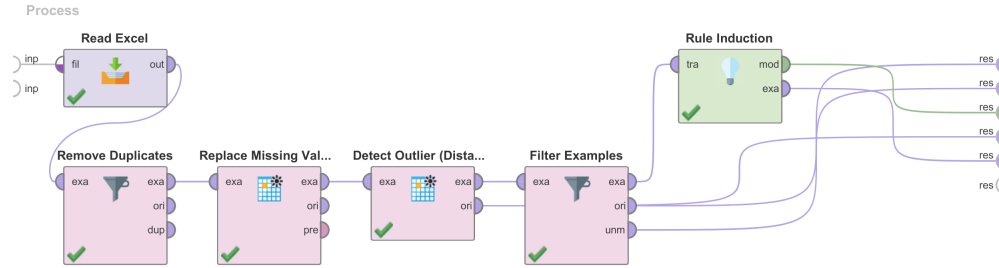 Process
Read Excel
Rule Induction
inp
fil
out
inp
tra
mod
exa
res
res
res
res
res
res
Remove Duplicates
Replace Missing Val...
Detect Outlier (Dista...
Filter Examples
exa
exa
ori
dup
exa
exa
ori
pre
exa
exa
ori
exa
exa
ori
unm